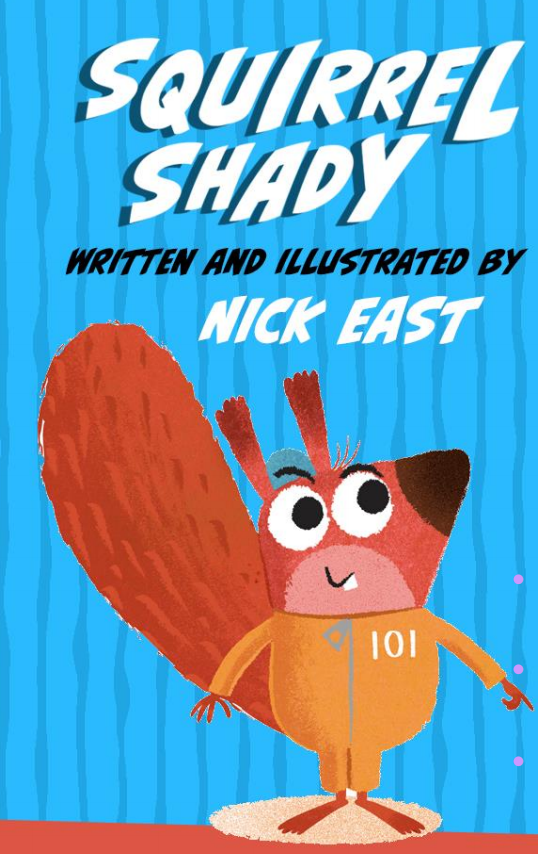 SQUIRREL
SHADY
WRITTEN AND ILLUSTRATED BY
NICK EAST
101